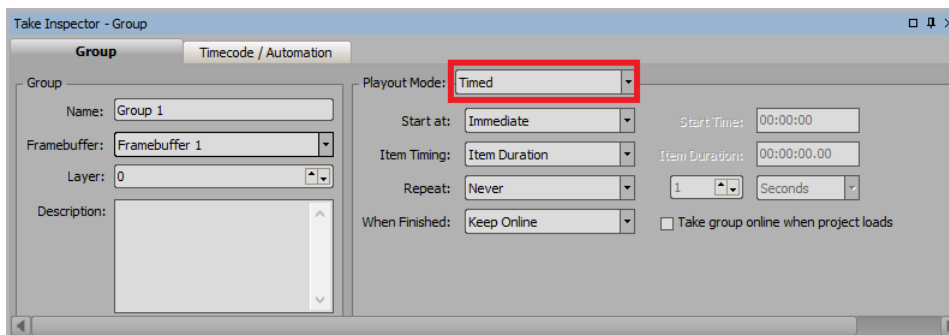 Take Inspector - Group
Group
Timecode / Automation
Group
Name: Group 1
Framebuffer: Framebuffer 1
Layer: 0
Description:
Playout Mode: Timed
Start at: Immediate
Start Time: 00:00:00
Item Timing: Item Duration
Item Duration: 00:00:00.00
Repeat: Never
1 Seconds
When Finished: Keep Online
Take group online when project loads